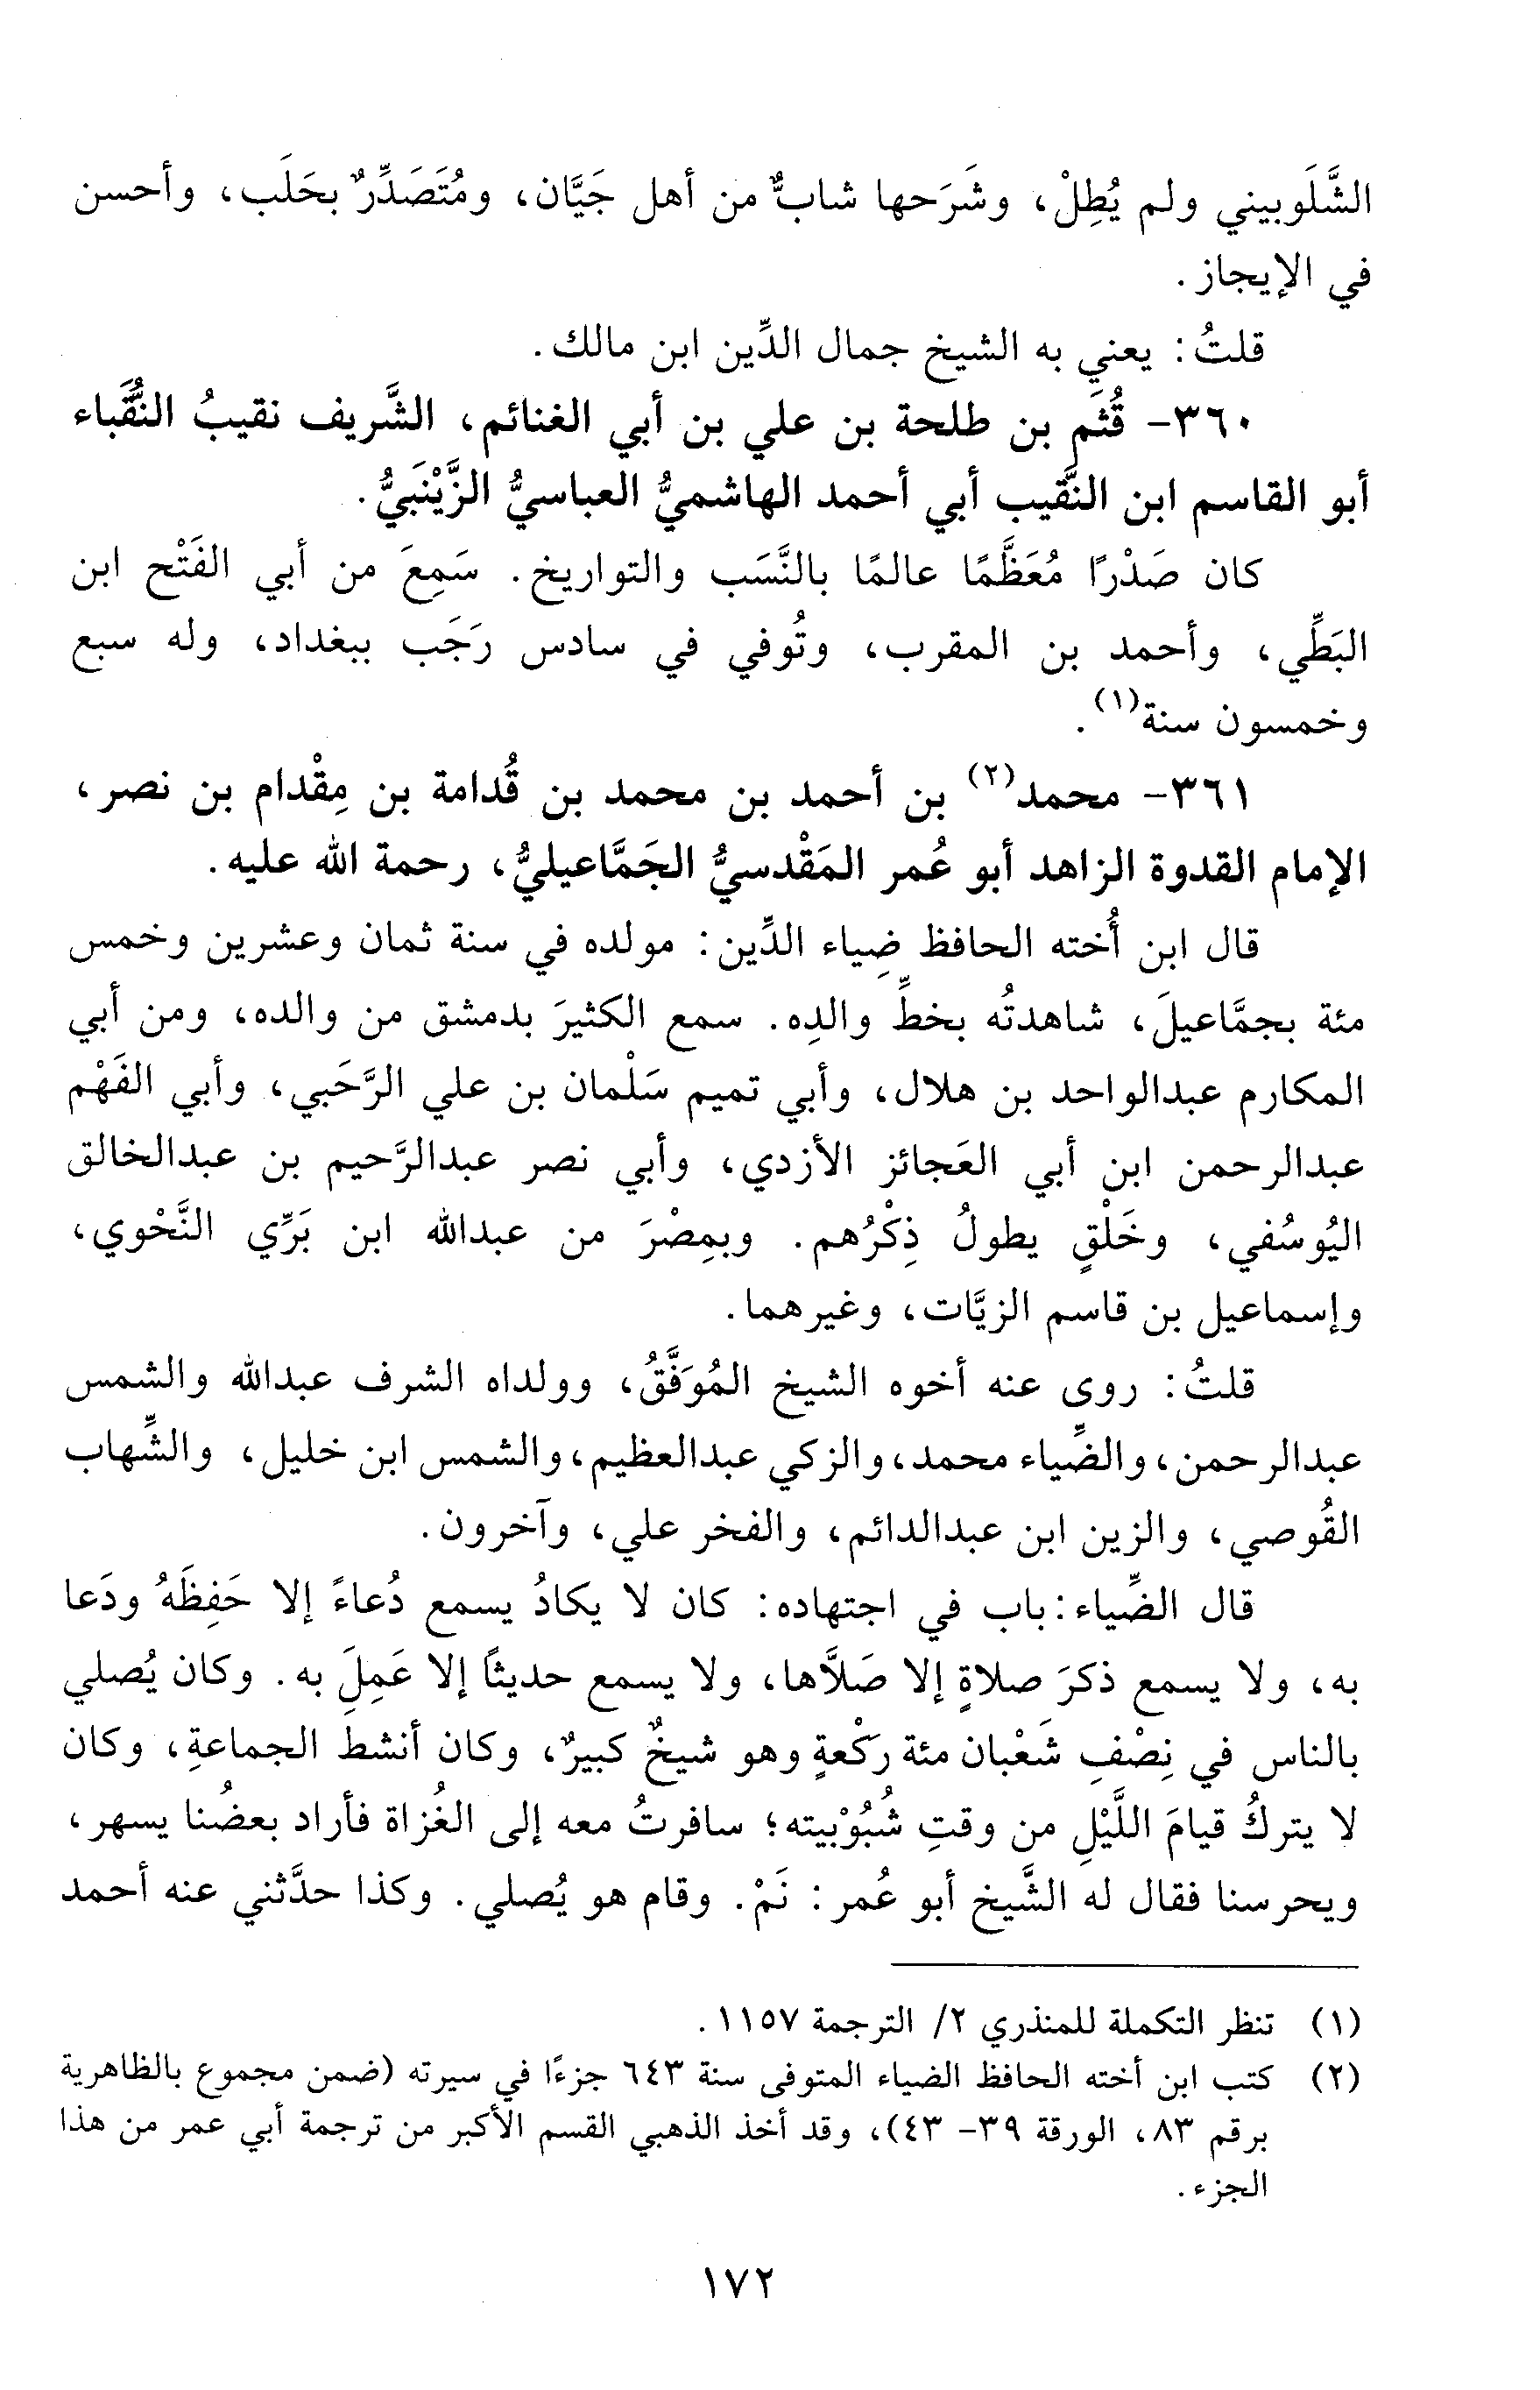 الشَّلَوبيني ولم يُطِلْ، وشَرَحها شابٌّ من أهل جَيَّان، ومُتَصَدِّرٌ بحَلَب، وأحسن
في الإيجاز.
قلتُ: يعني به الشيخ جمال الدِّين ابن مالك.
٣٦٠- قُثَم بن طلحة بن علي بن أبي الغنائم، الشَّريف نقيبُ النُّقَباء
أبو القاسم ابن النَّقيب أبي أحمد الهاشميُّ العباسيُّ الزَّيْنَبيُّ.
كان صَدْرًا مُعَظَّمًا عالمًا بالنَّسَب والتواريخ. سَمِعَ من أبي الفَتْح ابن
البَطِّي، وأحمد بن المقرب، وتُوفي في سادس رَجَب ببغداد، وله سبع
وخمسون سنة(١).
٣٦١- محمد(٢) بن أحمد بن محمد بن قُدامة بن مِقْدام بن نصر،
الإمام القدوة الزاهد أبو عُمر المَقْدسيُّ الجَمَّاعيليُّ، رحمة الله عليه.
قال ابن أُخته الحافظ ضِياء الدِّين: مولده في سنة ثمان وعشرين وخمس
مئة بجمَّاعيلَ، شاهدتُه بخطِّ والدِه. سمع الكثيرَ بدمشق من والده، ومن أبي
المكارم عبدالواحد بن هلال، وأبي تميم سَلْمان بن علي الرَّحَبي، وأبي الفَهْم
عبدالرحمن ابن أبي العَجائز الأزدي، وأبي نصر عبدالرَّحيم بن عبدالخالق
اليُوسُفي، وخَلْقٍ يطولُ ذِكْرُهم. وبمِصْرَ من عبدالله ابن بَرِّي النَّحْوي،
وإسماعيل بن قاسم الزيَّات، وغيرهما.
قلتُ: روى عنه أخوه الشيخ المُوَفَّقُ، وولداه الشرف عبدالله والشمس
عبدالرحمن، والضِّياء محمد، والزكي عبدالعظيم، والشمس ابن خليل، والشِّهاب
القُوصي، والزين ابن عبدالدائم، والفخر علي، وآخرون.
قال الضِّياء: باب في اجتهاده: كان لا يكادُ يسمع دُعاءً إلا حَفِظَهُ ودَعا
به، ولا يسمع ذكرَ صلاةٍ إلا صَلاَّها، ولا يسمع حديثًا إلا عَمِلَ به. وكان يُصلي
بالناس في نِصْفِ شَعْبان مئة رَكْعةٍ وهو شيخٌ كبيرٌ، وكان أنشط الجماعةِ، وكان
لا يتركُ قيامَ اللَّيْلِ من وقتِ شُبُوْبيته؛ سافرتُ معه إلى الغُزاة فأراد بعضُنا يسهر،
ويحرسنا فقال له الشَّيخ أبو عُمر: نَمْ. وقام هو يُصلي. وكذا حدَّثني عنه أحمد
(١) تنظر التكملة للمنذري ٢/ الترجمة ١١٥٧.
(٢) كتب ابن أخته الحافظ الضياء المتوفى سنة ٦٤٣ جزءًا في سيرته (ضمن مجموع بالظاهرية
برقم ٨٣، الورقة ٣٩- ٤٣)، وقد أخذ الذهبي القسم الأكبر من ترجمة أبي عمر من هذا
الجزء.
١٧٢